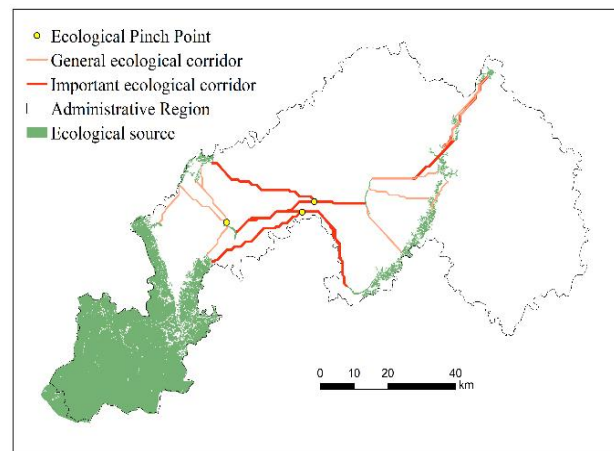 Ecological Pinch Point
General ecological corridor
Important ecological corridor
Administrative Region
Ecological source
0 10 20 40
km